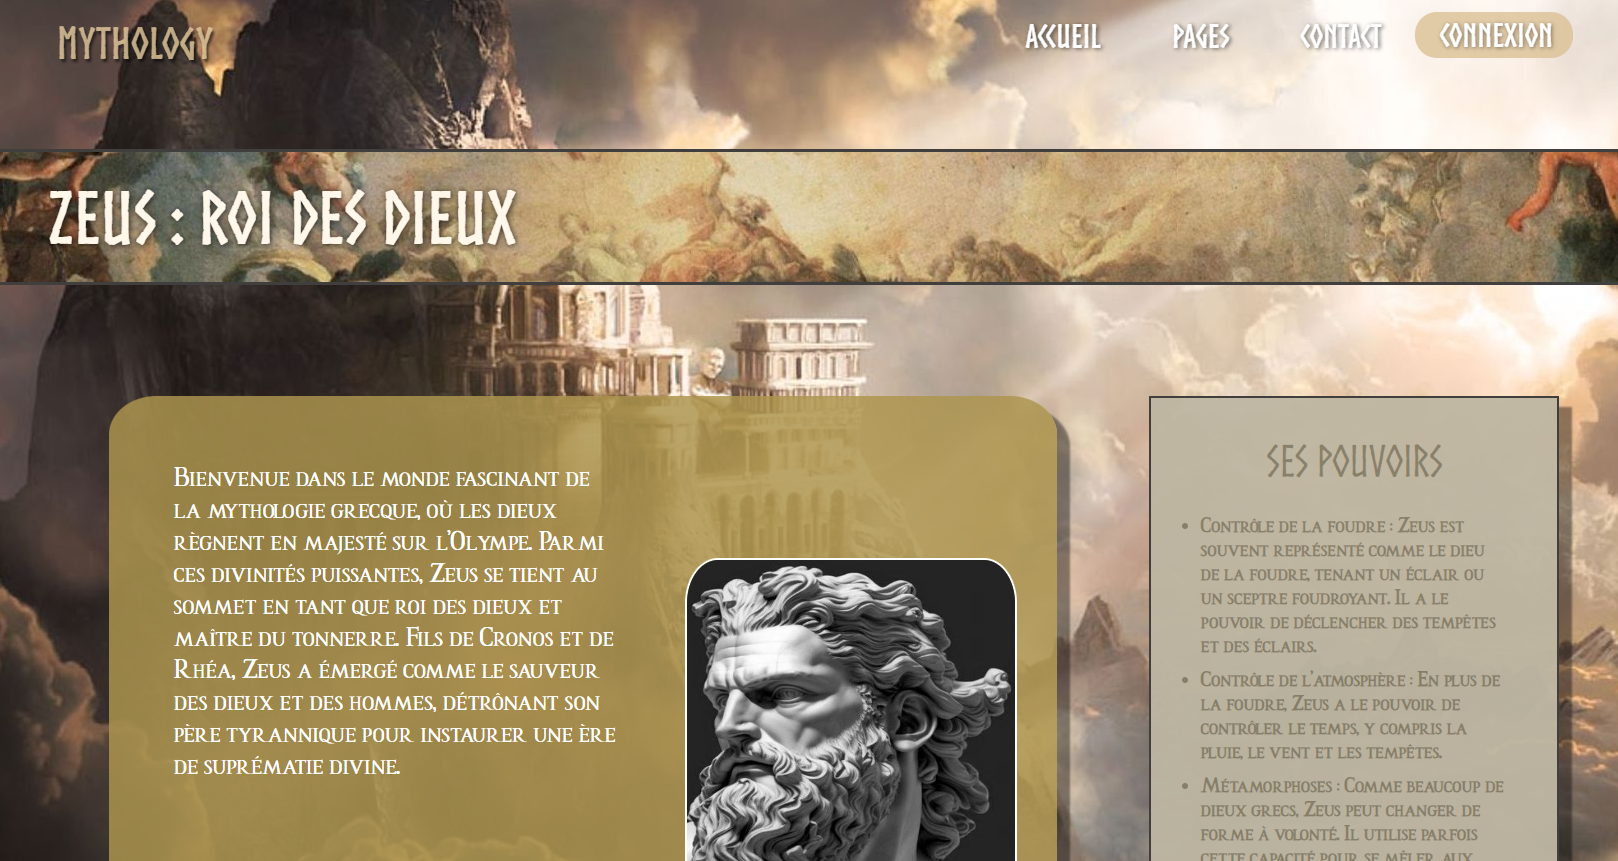 MYTHOLOGY
ACCUEIL
PAGES
CONTACT
CONNEXION
ZEUS : ROI DES DIEUX
Bienvenue dans le monde fascinant de
la mythologie grecque, où les dieux
règnent en majesté sur l'Olympe. Parmi
ces divinités puissantes, Zeus se tient au
sommet en tant que roi des dieux et
maître du tonnerre. Fils de Cronos et de
Rhéa, Zeus a émergé comme le sauveur
des dieux et des hommes, détrônant son
père tyrannique pour instaurer une ère
de suprématie divine.
SES POUVOIRS
• Contrôle de la foudre : Zeus est
souvent représenté comme le dieu
de la foudre, tenant un éclair ou
un sceptre foudroyant. Il a le
pouvoir de déclencher des tempêtes
et des éclairs.
• Contrôle de l'atmosphère : En plus de
la foudre, Zeus a le pouvoir de
contrôler le temps, y compris la
pluie, le vent et les tempêtes.
• Métamorphoses : Comme beaucoup de
dieux grecs, Zeus peut changer de
forme à volonté. Il utilise parfois
cette capacité pour se mêler aux